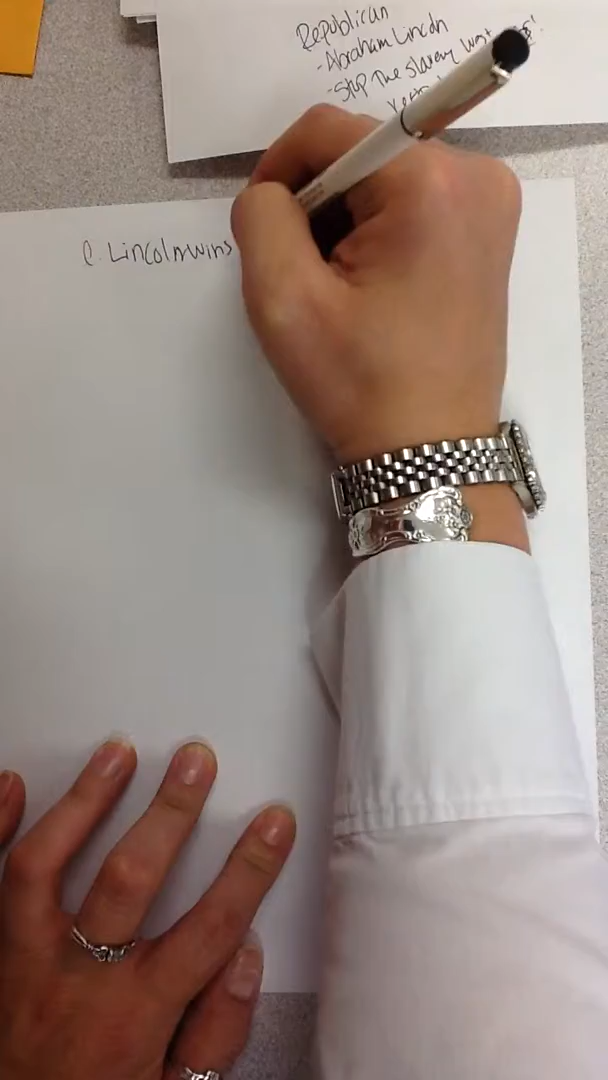 Republican
- Abraham Lincoln
- Stop the slavery
e. Lincoln wins